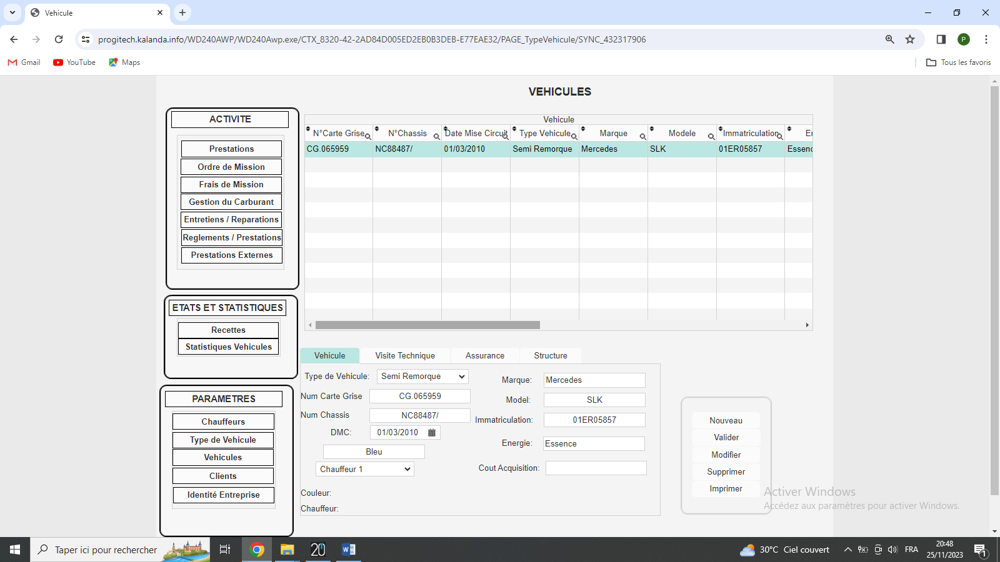 Vehicule
progitech.kalanda.info/WD240AWP/WD240Awp.exe/CTX_8320-42-2AD84D005ED2EB0B3DEB-E77EAE32/PAGE_TypeVehicule/SYNC_432317906
P
Gmail YouTube Maps Tous les favoris
VEHICULES
ACTIVITE
Prestations
Ordre de Mission
Frais de Mission
Gestion du Carburant
Entretiens / Reparations
Reglements / Prestations
Prestations Externes
ETATS ET STATISTIQUES
Recettes
Statistiques Vehicules
PARAMETRES
Chauffeurs
Type de Vehicule
Vehicules
Clients
Identité Entreprise
Vehicule
N°Carte Grise N°Chassis Date Mise Circuit Type Vehicule Marque Modele Immatriculation
CG.065959 NC88487/ 01/03/2010 Semi Remorque Mercedes SLK 01ER05857 Essenc
Vehicule Visite Technique Assurance Structure
Type de Vehicule: Semi Remorque
Num Carte Grise CG.065959
Num Chassis NC88487/
DMC: 01/03/2010
Bleu
Chauffeur 1
Couleur:
Chauffeur:
Marque: Mercedes
Model: SLK
Immatriculation: 01ER05857
Energie: Essence
Cout Acquisition:
Nouveau
Valider
Modifier
Supprimer
Imprimer
Activer Windows
Accédez aux paramètres pour activer Windows.
Taper ici pour rechercher
20
30°C Ciel couvert
FRA
20:48
25/11/2023
1